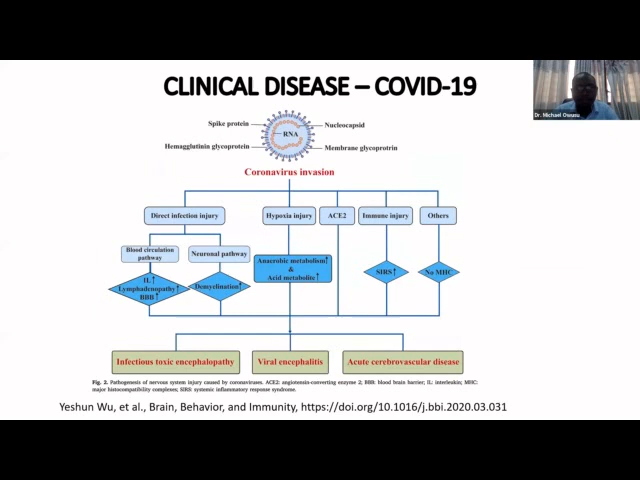 CLINICAL DISEASE – COVID-19
Dr. Michael Owusu
Spike protein
Nucleocapsid
RNA
Hemagglutinin glycoprotein
Membrane glycoprotrin
Coronavirus invasion
Direct infection injury
Hypoxia injury
ACE2
Immune injury
Others
Blood circulation
pathway
Neuronal pathway
IL↑
Lymphadenopathy↑
BBB↑
Demyelination↑
Anacrobic metabolism↑
&
Acid metabolite↑
SIRS↑
No MHC
Infectious toxic encephalopathy
Viral encephalitis
Acute cerebrovascular disease
Fig. 2. Pathogenesis of nervous system injury caused by coronaviruses. ACE2: angiotensin-converting enzyme 2; BBB: blood brain barrier; IL: interleukin; MHC:
major histocompatibility complexes; SIRS: systemic inflammatory response syndrome.
Yeshun Wu, et al., Brain, Behavior, and Immunity, https://doi.org/10.1016/j.bbi.2020.03.031